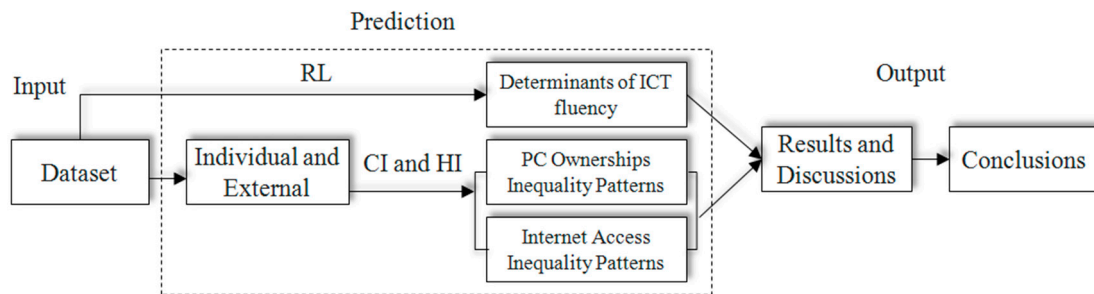 Prediction
Input
RL
Determinants of ICT
fluency
Output
Dataset
Individual and
External
CI and HI
PC Ownerships
Inequality Patterns
Internet Access
Inequality Patterns
Results and
Discussions
Conclusions